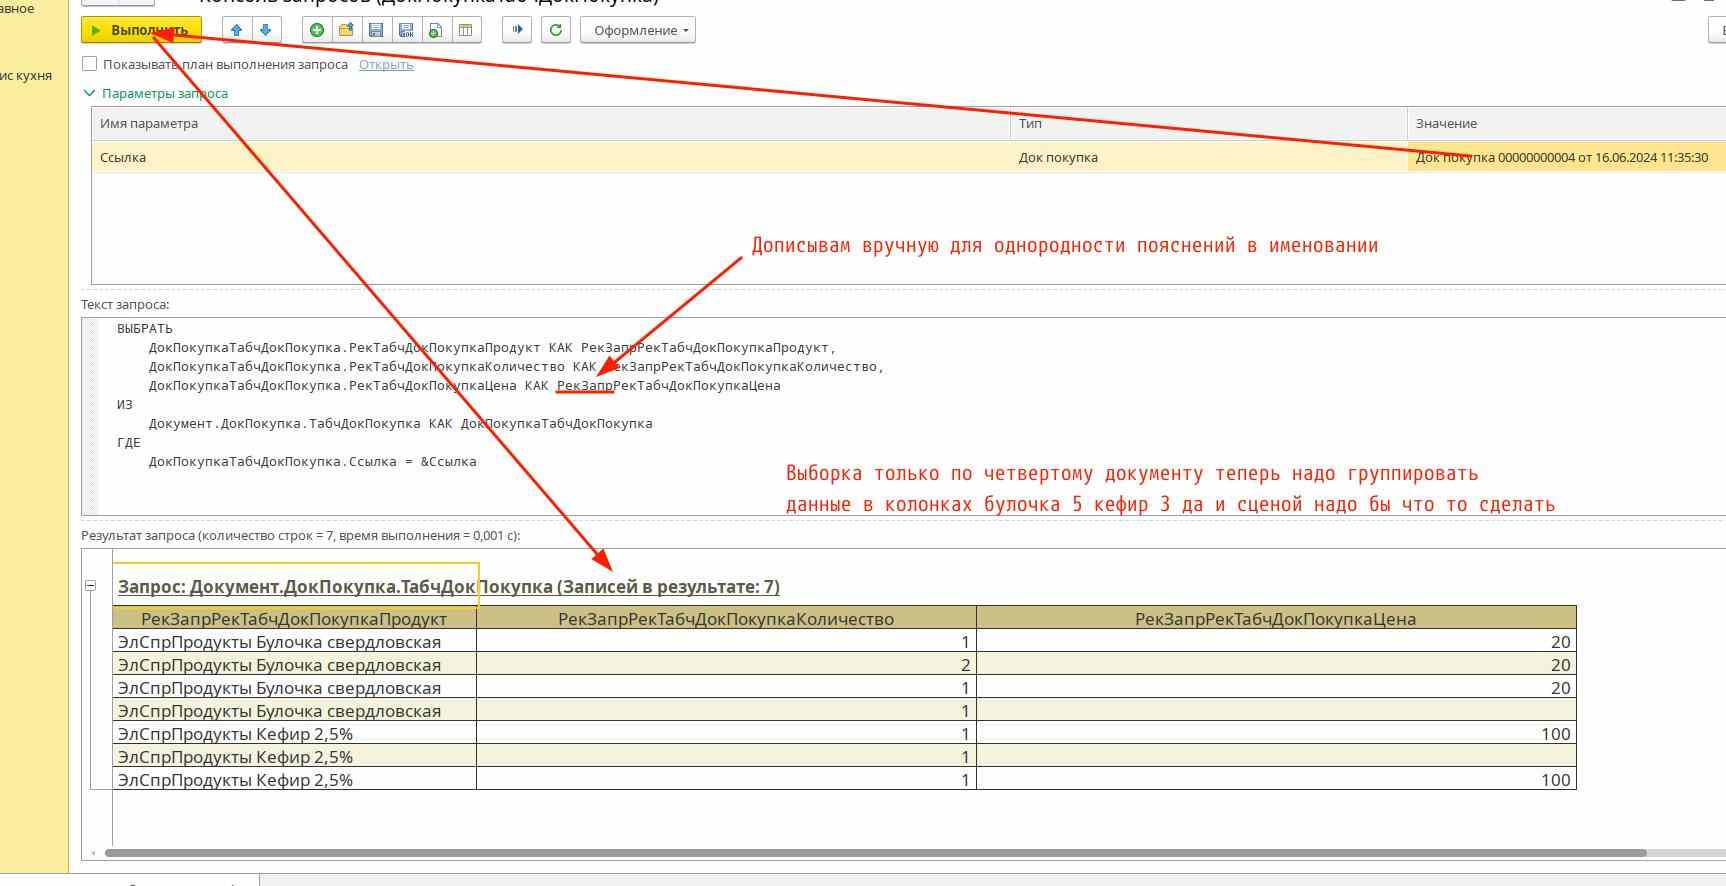 авное
Консоль запросов (ДокПокупкаТабчДокПокупка)
Выполнить
Оформление
Показывать план выполнения запроса Открыть
ис кухня
Параметры запроса
Имя параметра Тип Значение
Ссылка Док покупка Док покупка 00000000004 от 16.06.2024 11:35:30
Дописывам вручную для однородности пояснений в именовании
Текст запроса:
ВЫБРАТЬ
ДокПокупкаТабчДокПокупка.РекТабчДокПокупкаПродукт КАК РекЗапрРекТабчДокПокупкаПродукт,
ДокПокупкаТабчДокПокупка.РекТабчДокПокупкаКоличество КАК РекЗапРРекТабчДокПокупкаКоличество,
ДокПокупкаТабчДокПокупка.РекТабчДокПокупкаЦена КАК РекЗапрРекТабчДокПокупкаЦена
ИЗ
Документ.ДокПокупка.ТабчДокПокупка КАК ДокПокупкаТабчДокПокупка
ГДЕ
ДокПокупкаТабчДокПокупка.Ссылка = &Ссылка
Выборка только по четвертому документу теперь надо группировать
данные в колонках булочка 5 кефир 3 да и сценой надо бы что то сделать
Результат запроса (количество строк = 7, время выполнения = 0,001 с):
Запрос: Документ.ДокПокупка.ТабчДокПокупка (Записей в результате: 7)
РекЗапрРекТабчДокПокупкаПродукт РекЗапРРекТабчДокПокупкаКоличество РекЗапрРекТабчДокПокупкаЦена
ЭлСпрПродукты Булочка свердловская 1 20
ЭлСпрПродукты Булочка свердловская 2 20
ЭлСпрПродукты Булочка свердловская 1 20
ЭлСпрПродукты Булочка свердловская 1
ЭлСпрПродукты Кефир 2,5% 1 100
ЭлСпрПродукты Кефир 2,5% 1
ЭлСпрПродукты Кефир 2,5% 1 100